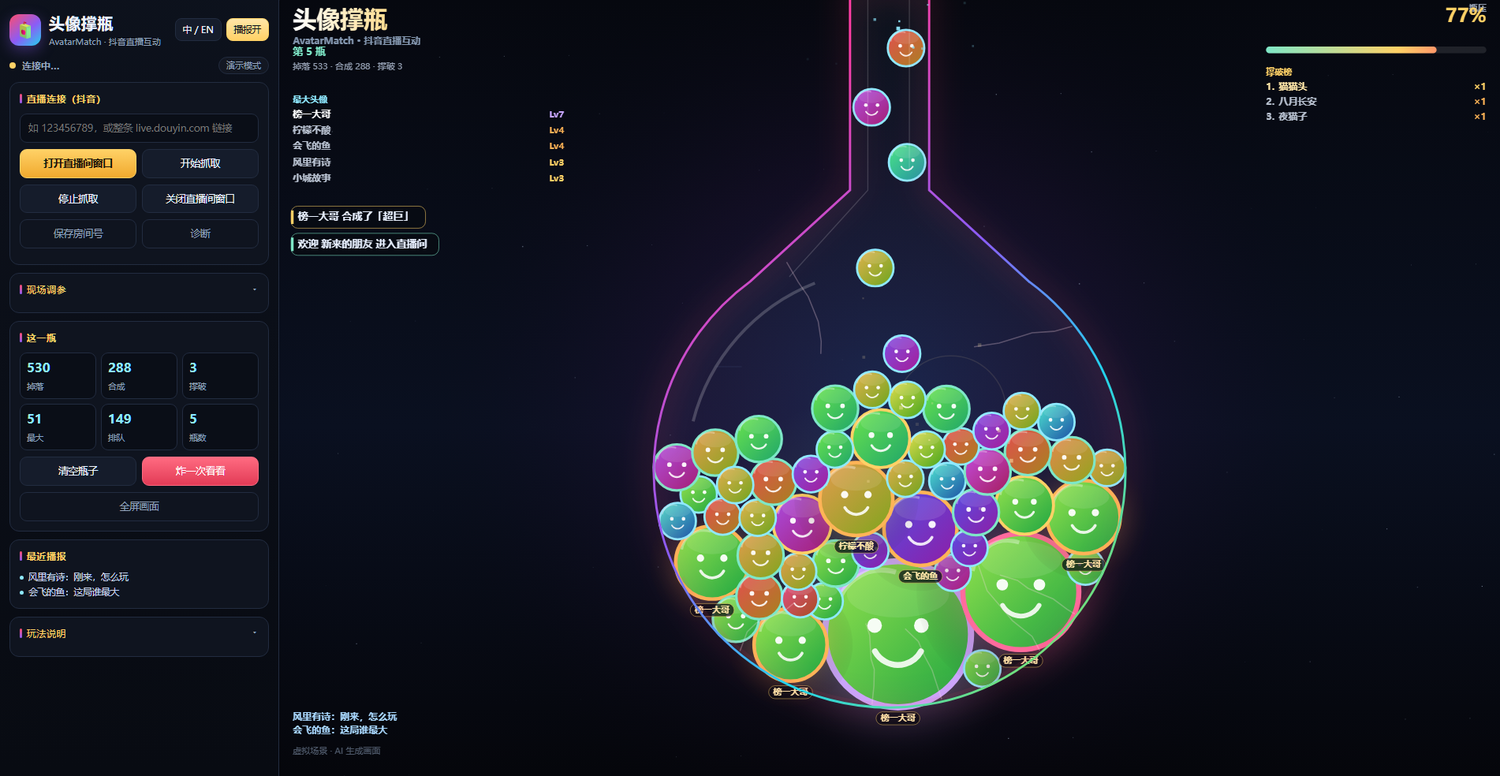 头像撑瓶
AvatarMatch · 抖音直播互动
中 / EN
播报开
连接中...
演示模式
直播连接（抖音）
如 123456789，或整条 live.douyin.com 链接
打开直播间窗口
开始抓取
停止抓取
关闭直播间窗口
保存房间号
诊断
现场调参
这一瓶
530
掉落
288
合成
3
撑破
51
最大
149
排队
5
瓶数
清空瓶子
炸一次看看
全屏画面
最近播报
风里有诗：刚来，怎么玩
会飞的鱼：这局谁最大
玩法说明
头像撑瓶
AvatarMatch • 抖音直播互动
第 5 瓶
掉落 533 · 合成 288 · 撑破 3
最大头像
榜一大哥 Lv7
柠檬不酸 Lv4
会飞的鱼 Lv4
风里有诗 Lv3
小城故事 Lv3
榜一大哥 合成了「超巨」
欢迎 新来的朋友 进入直播间
77%
撑破榜
1. 猫猫头 ×1
2. 八月长安 ×1
3. 夜猫子 ×1
柠檬不酸
榜一大哥
会飞的鱼
榜一大哥
榜一大哥
榜一大哥
榜一大哥
风里有诗：刚来，怎么玩
会飞的鱼：这局谁最大
虚拟场景 · AI 生成画面